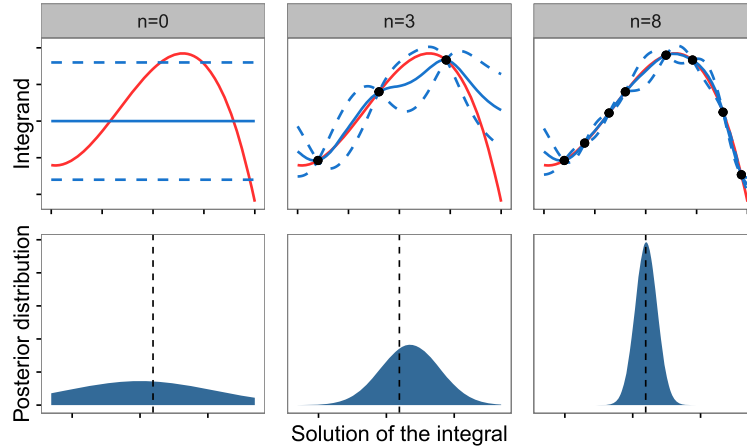 n=0
n=3
n=8
Integrand
Posterior distribution
Solution of the integral